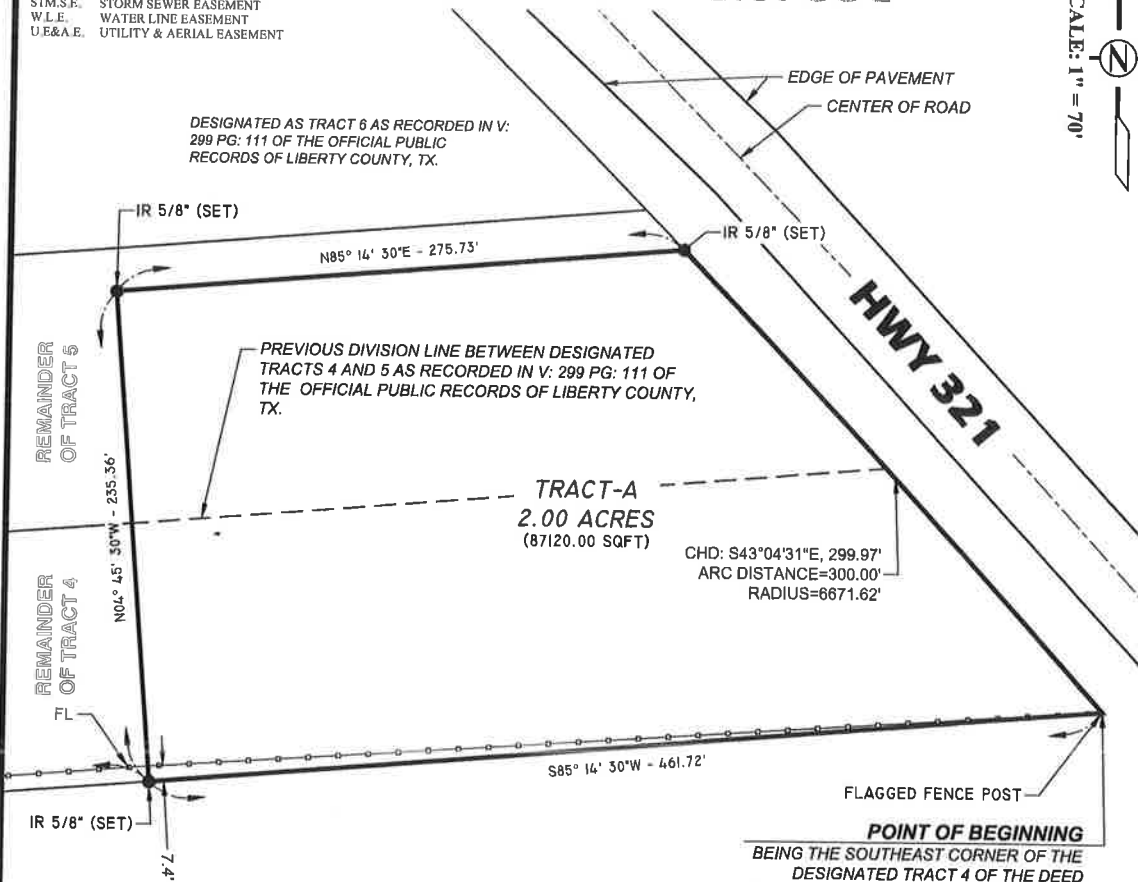 STM.S.E. STORM SEWER EASEMENT
W.L.E. WATER LINE EASEMENT
U.E&A.E. UTILITY & AERIAL EASEMENT
N
SCALE: 1" = 70'
EDGE OF PAVEMENT
CENTER OF ROAD
DESIGNATED AS TRACT 6 AS RECORDED IN V:
299 PG: 111 OF THE OFFICIAL PUBLIC
RECORDS OF LIBERTY COUNTY, TX.
IR 5/8" (SET)
IR 5/8" (SET)
N85° 14' 30"E - 275.73'
HWY 321
REMAINDER
OF TRACT 5
PREVIOUS DIVISION LINE BETWEEN DESIGNATED
TRACTS 4 AND 5 AS RECORDED IN V: 299 PG: 111 OF
THE OFFICIAL PUBLIC RECORDS OF LIBERTY COUNTY,
TX.
N04° 45' 30"W - 235.36'
TRACT-A
2.00 ACRES
(87120.00 SQFT)
CHD: S43°04'31"E, 299.97'
ARC DISTANCE=300.00'
RADIUS=6671.62'
REMAINDER
OF TRACT 4
FL
S85° 14' 30"W - 461.72'
IR 5/8" (SET)
7.4'
FLAGGED FENCE POST
POINT OF BEGINNING
BEING THE SOUTHEAST CORNER OF THE
DESIGNATED TRACT 4 OF THE DEED